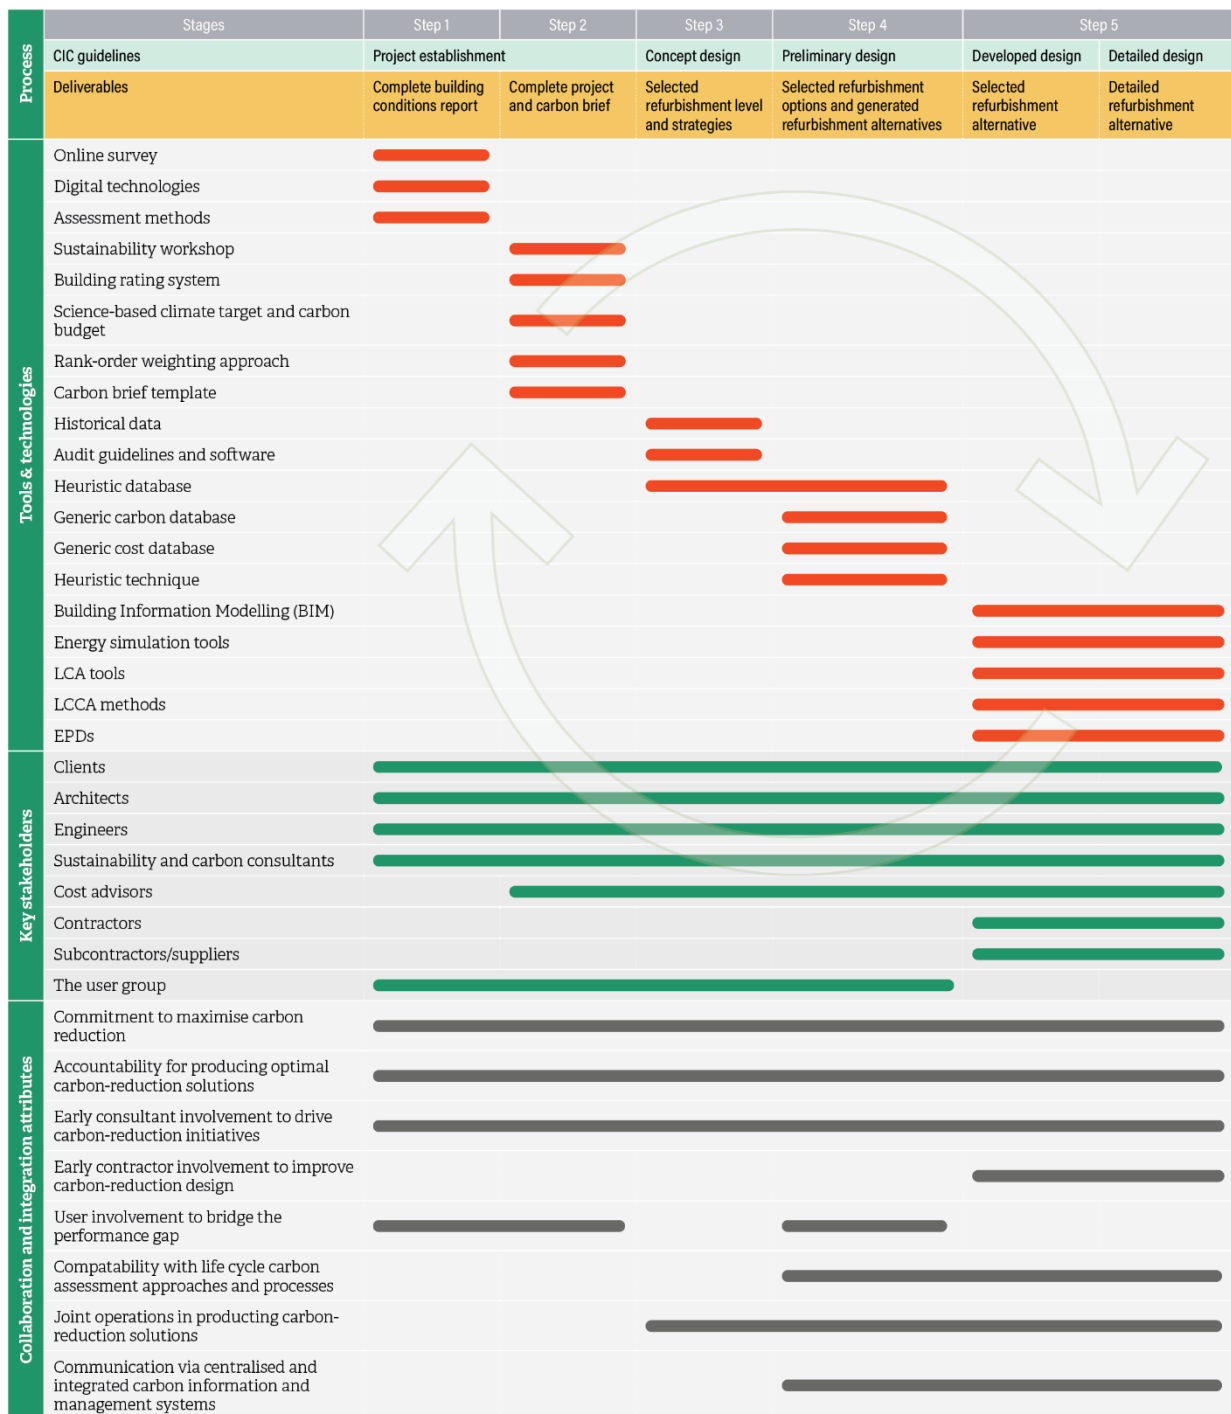 Process
Stages
Step 1
Step 2
Step 3
Step 4
Step 5
CIC guidelines
Project establishment
Concept design
Preliminary design
Developed design
Detailed design
Deliverables
Complete building
conditions report
Complete project
and carbon brief
Selected
refurbishment level
and strategies
Selected refurbishment
options and generated
refurbishment alternatives
Selected
refurbishment
alternative
Detailed
refurbishment
alternative
Tools & technologies
Online survey
Digital technologies
Assessment methods
Sustainability workshop
Building rating system
Science-based climate target and carbon
budget
Rank-order weighting approach
Carbon brief template
Historical data
Audit guidelines and software
Heuristic database
Generic carbon database
Generic cost database
Heuristic technique
Building Information Modelling (BIM)
Energy simulation tools
LCA tools
LCCA methods
EPDs
Key stakeholders
Clients
Architects
Engineers
Sustainability and carbon consultants
Cost advisors
Contractors
Subcontractors/suppliers
The user group
Collaboration and integration attributes
Commitment to maximise carbon
reduction
Accountability for producing optimal
carbon-reduction solutions
Early consultant involvement to drive
carbon-reduction initiatives
Early contractor involvement to improve
carbon-reduction design
User involvement to bridge the
performance gap
Compatability with life cycle carbon
assessment approaches and processes
Joint operations in producting carbon-
reduction solutions
Communication via centralised and
integrated carbon information and
management systems